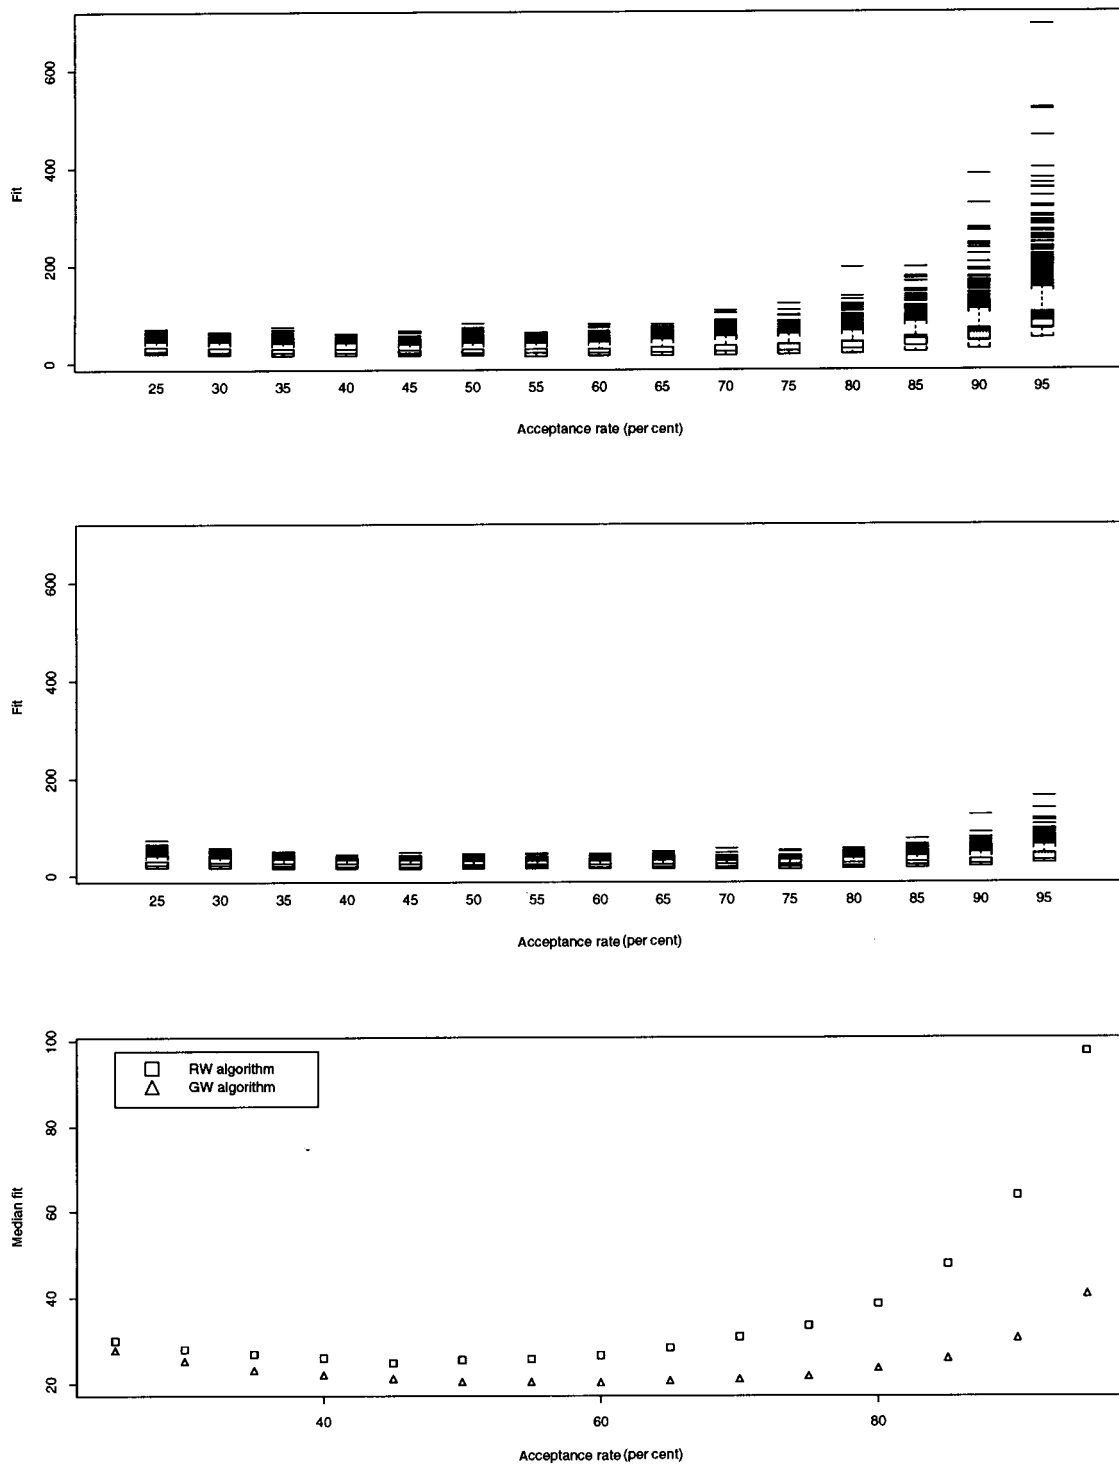 600
400
200
0
Fit
25 30 35 40 45 50 55 60 65 70 75 80 85 90 95
Acceptance rate (per cent)
600
400
200
0
Fit
25 30 35 40 45 50 55 60 65 70 75 80 85 90 95
Acceptance rate (per cent)
100
80
60
40
20
Median fit
RW algorithm
GW algorithm
40 60 80
Acceptance rate (per cent)